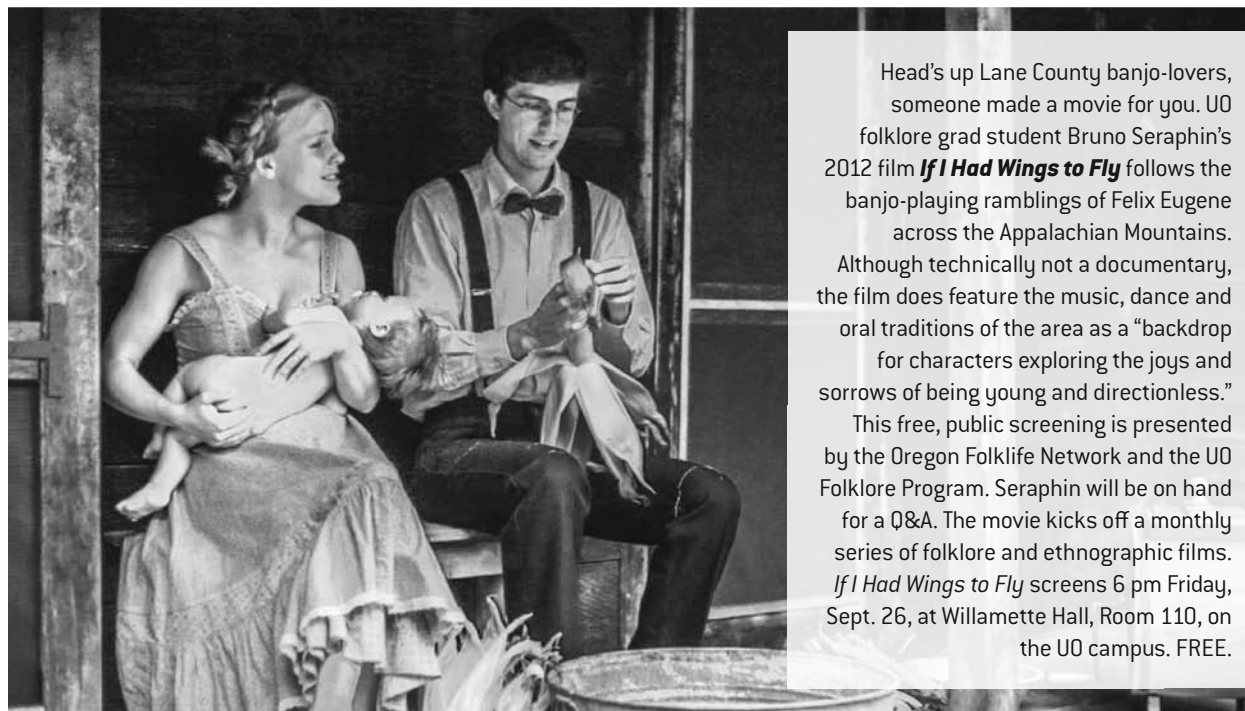 Head’s up Lane County banjo-lovers,
someone made a movie for you. UO
folklore grad student Bruno Seraphin’s
2012 film If I Had Wings to Fly follows the
banjo-playing ramblings of Felix Eugene
across the Appalachian Mountains.
Although technically not a documentary,
the film does feature the music, dance and
oral traditions of the area as a “backdrop
for characters exploring the joys and
sorrows of being young and directionless.”
This free, public screening is presented
by the Oregon Folklife Network and the UO
Folklore Program. Seraphin will be on hand
for a Q&A. The movie kicks off a monthly
series of folklore and ethnographic films.
If I Had Wings to Fly screens 6 pm Friday,
Sept. 26, at Willamette Hall, Room 110, on
the UO campus. FREE.